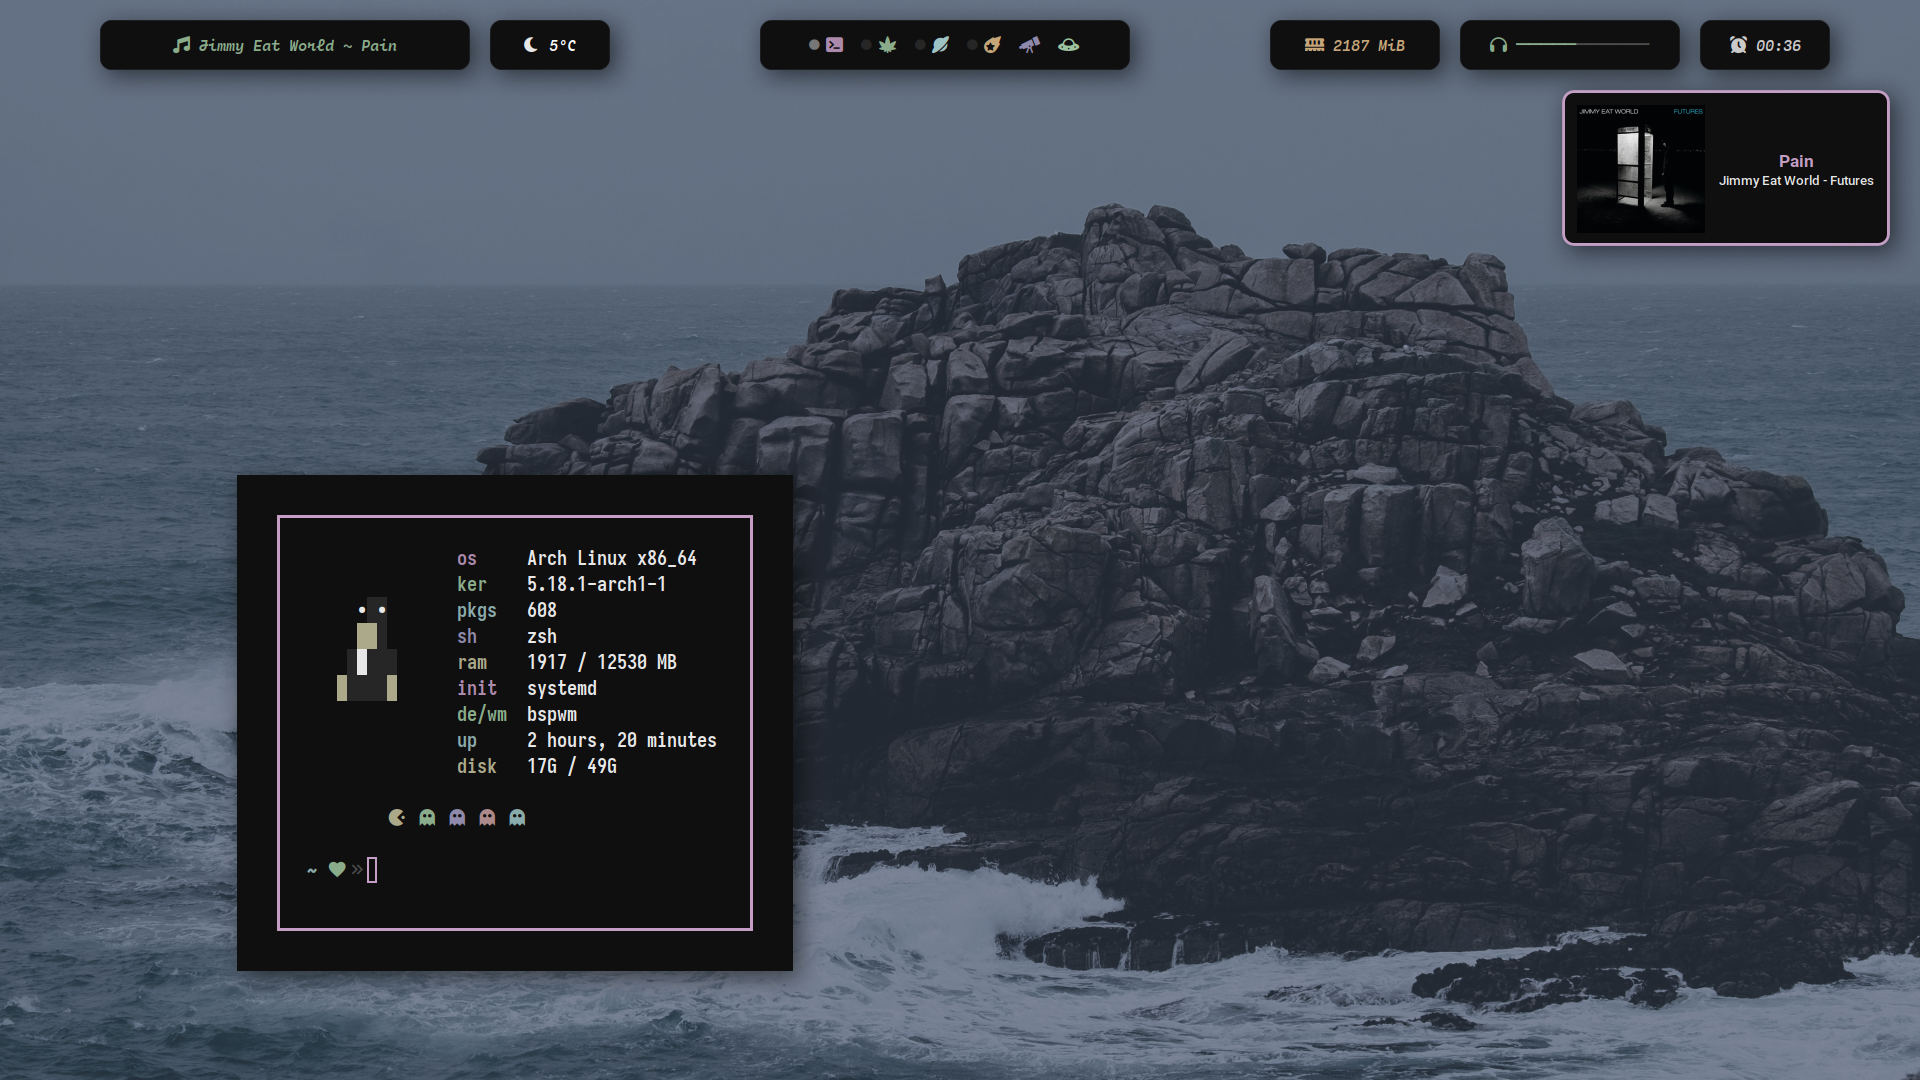 Jimmy Eat World ~ Pain
5°C
2187 MiB
00:36
JIMMY EAT WORLD
FUTURES
Pain
Jimmy Eat World - Futures
os Arch Linux x86_64
ker 5.18.1-arch1-1
pkgs 608
sh zsh
ram 1917 / 12530 MB
init systemd
de/wm bspwm
up 2 hours, 20 minutes
disk 17G / 49G
~ »